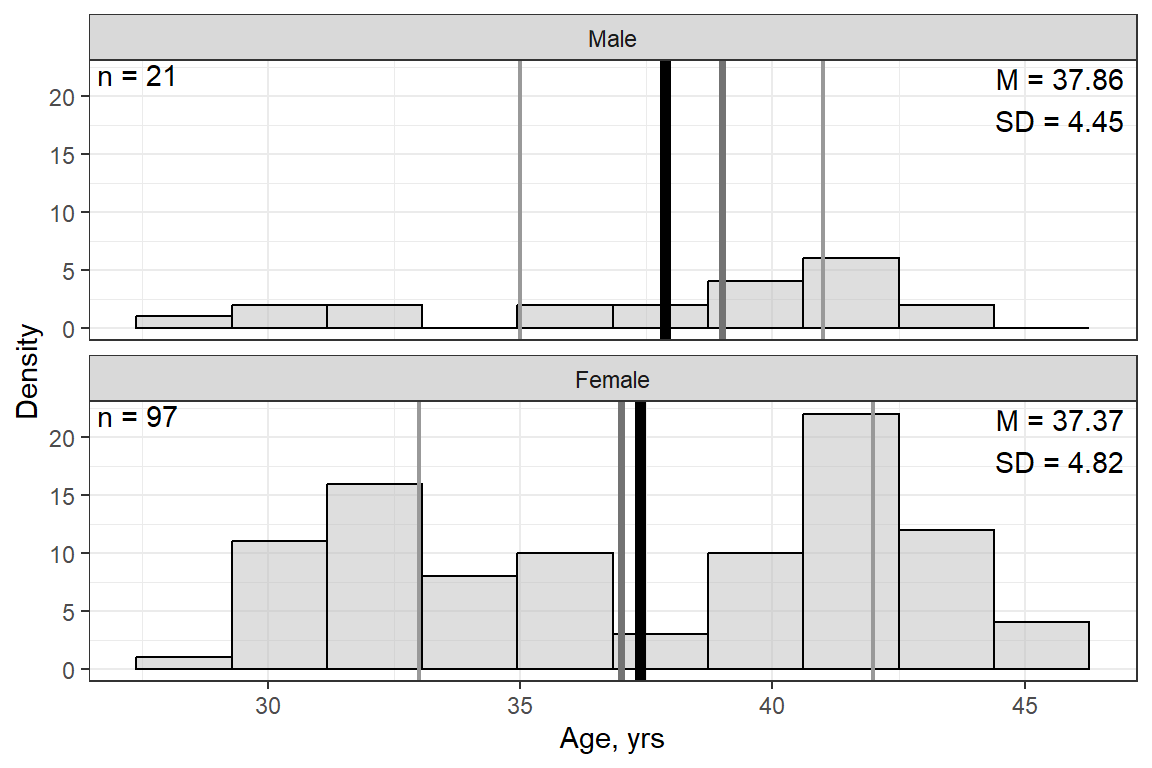 Male
n = 21
M = 37.86
SD = 4.45
20
15
10
5
0
Density
Female
n = 97
M = 37.37
SD = 4.82
20
15
10
5
0
30 35 40 45
Age, yrs